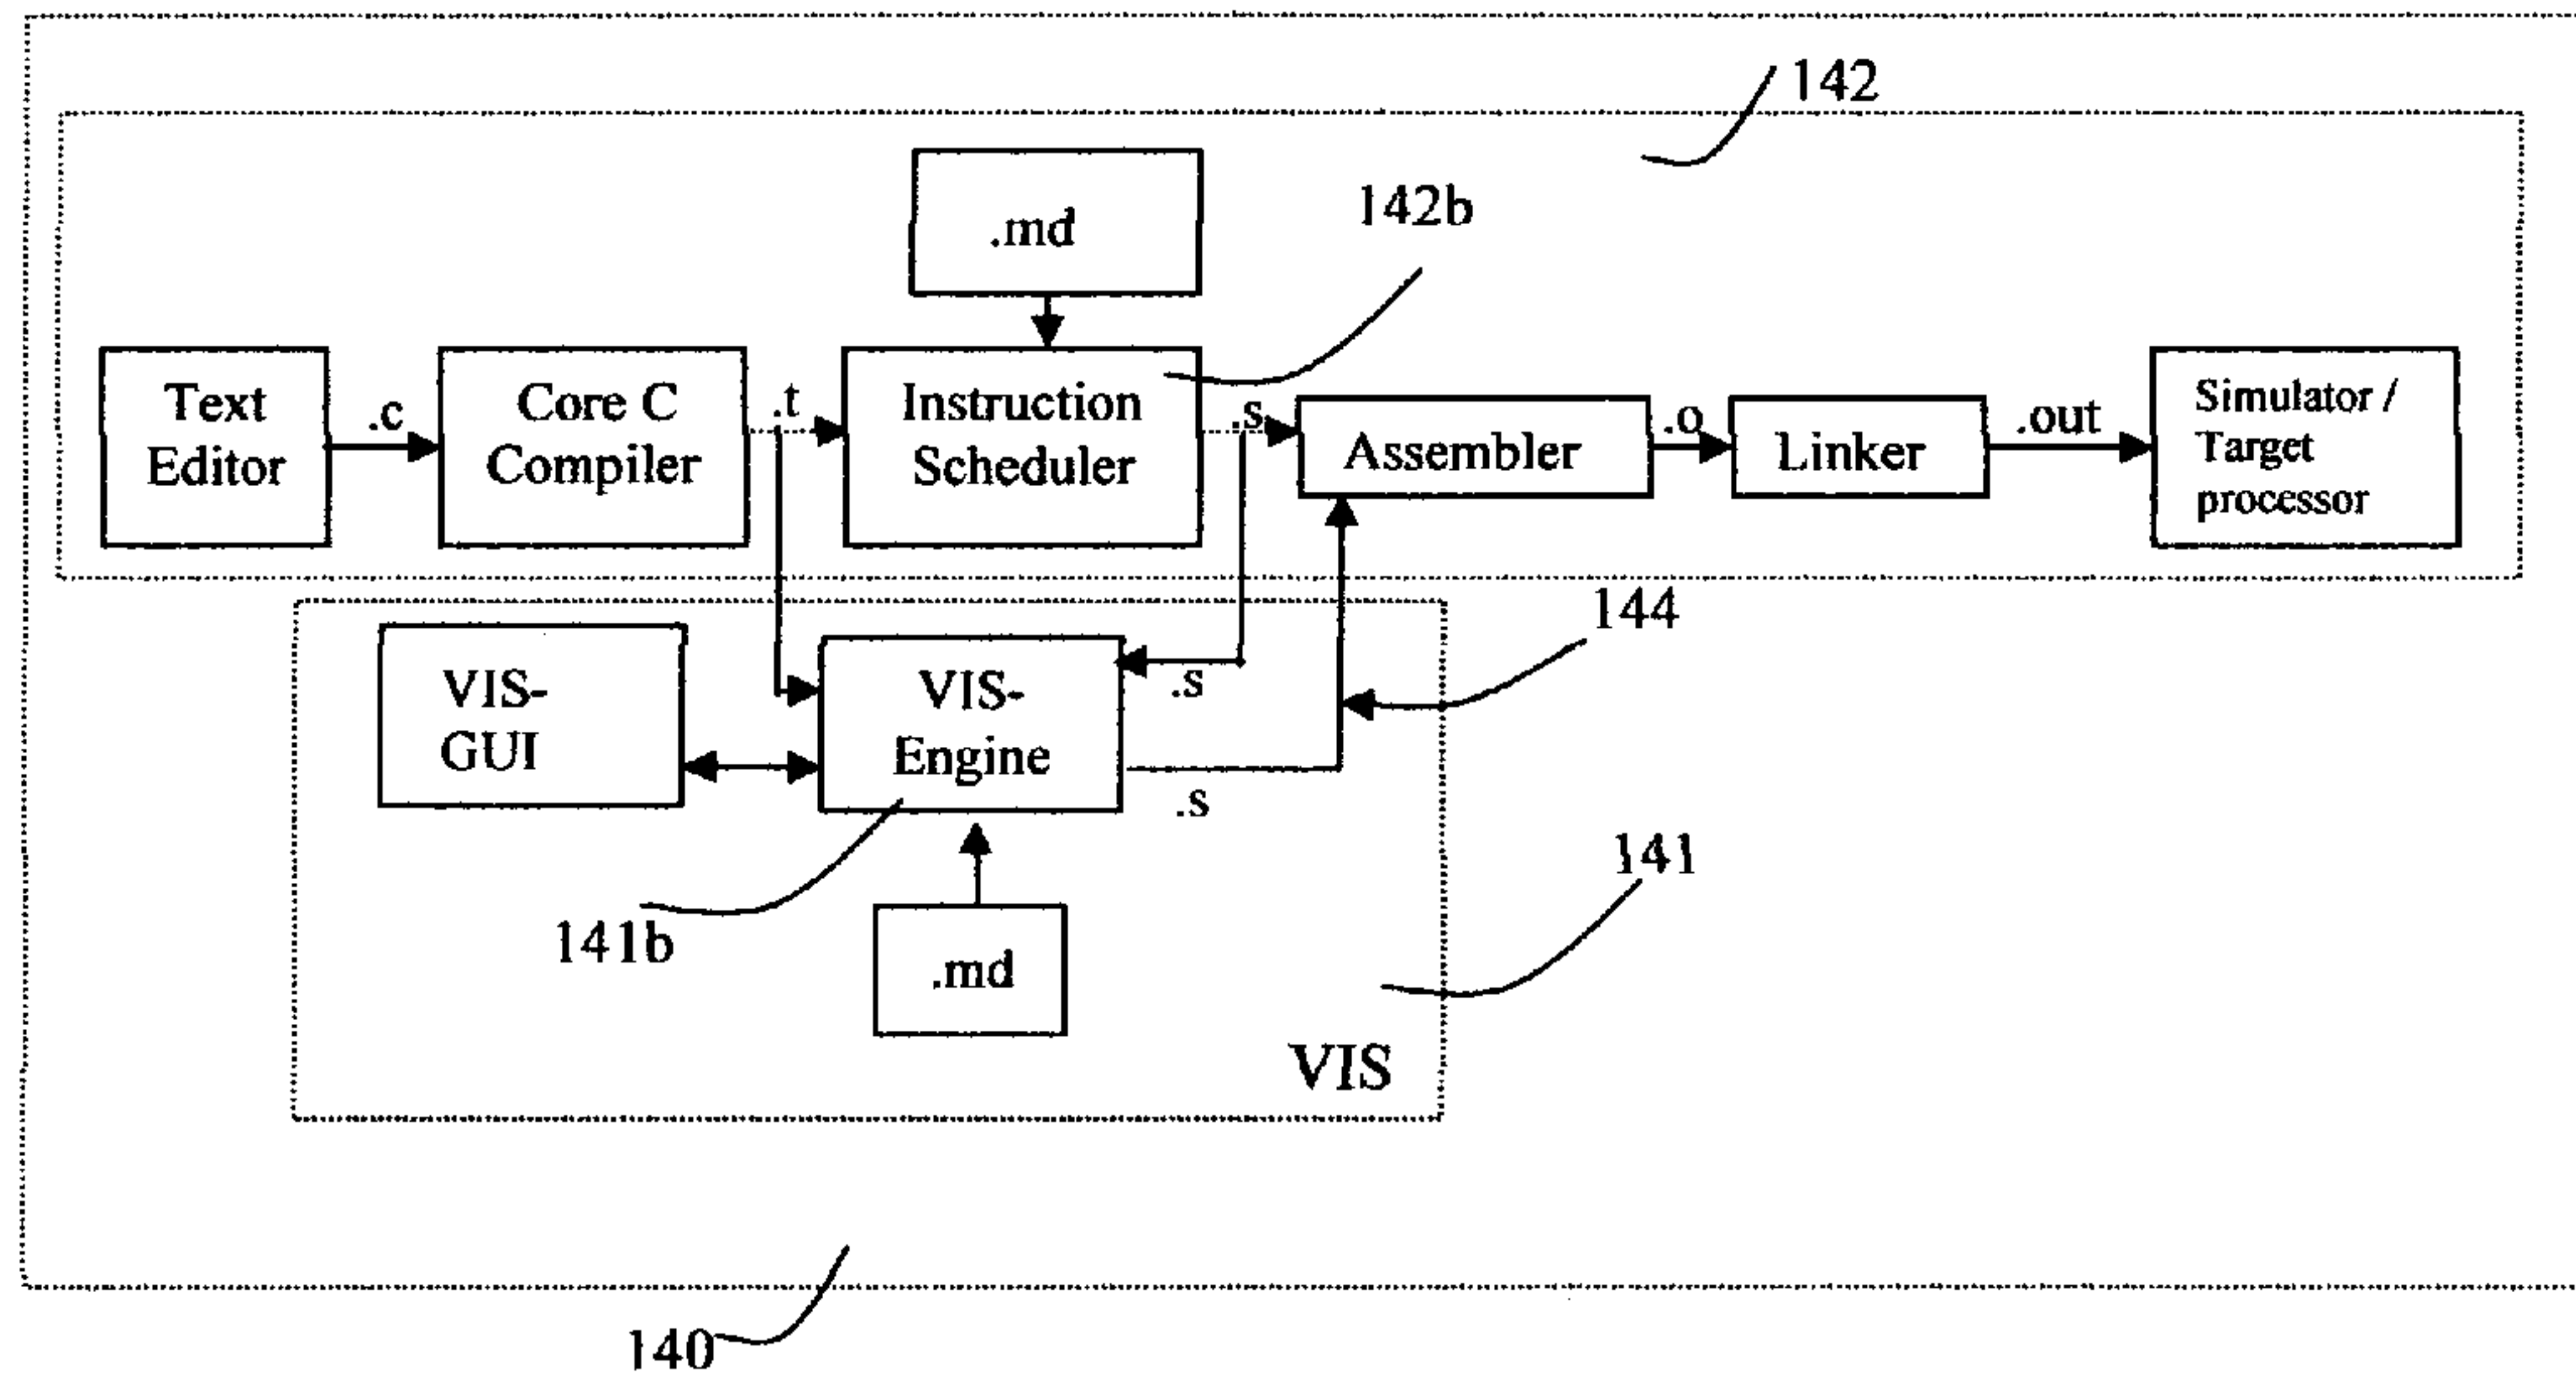 142
.md
142b
Text
Editor
.c
Core C
Compiler
.t
Instruction
Scheduler
.s
Assembler
.o
Linker
.out
Simulator /
Target
processor
144
VIS-
GUI
VIS-
Engine
.s
.s
141
141b
.md
VIS
140